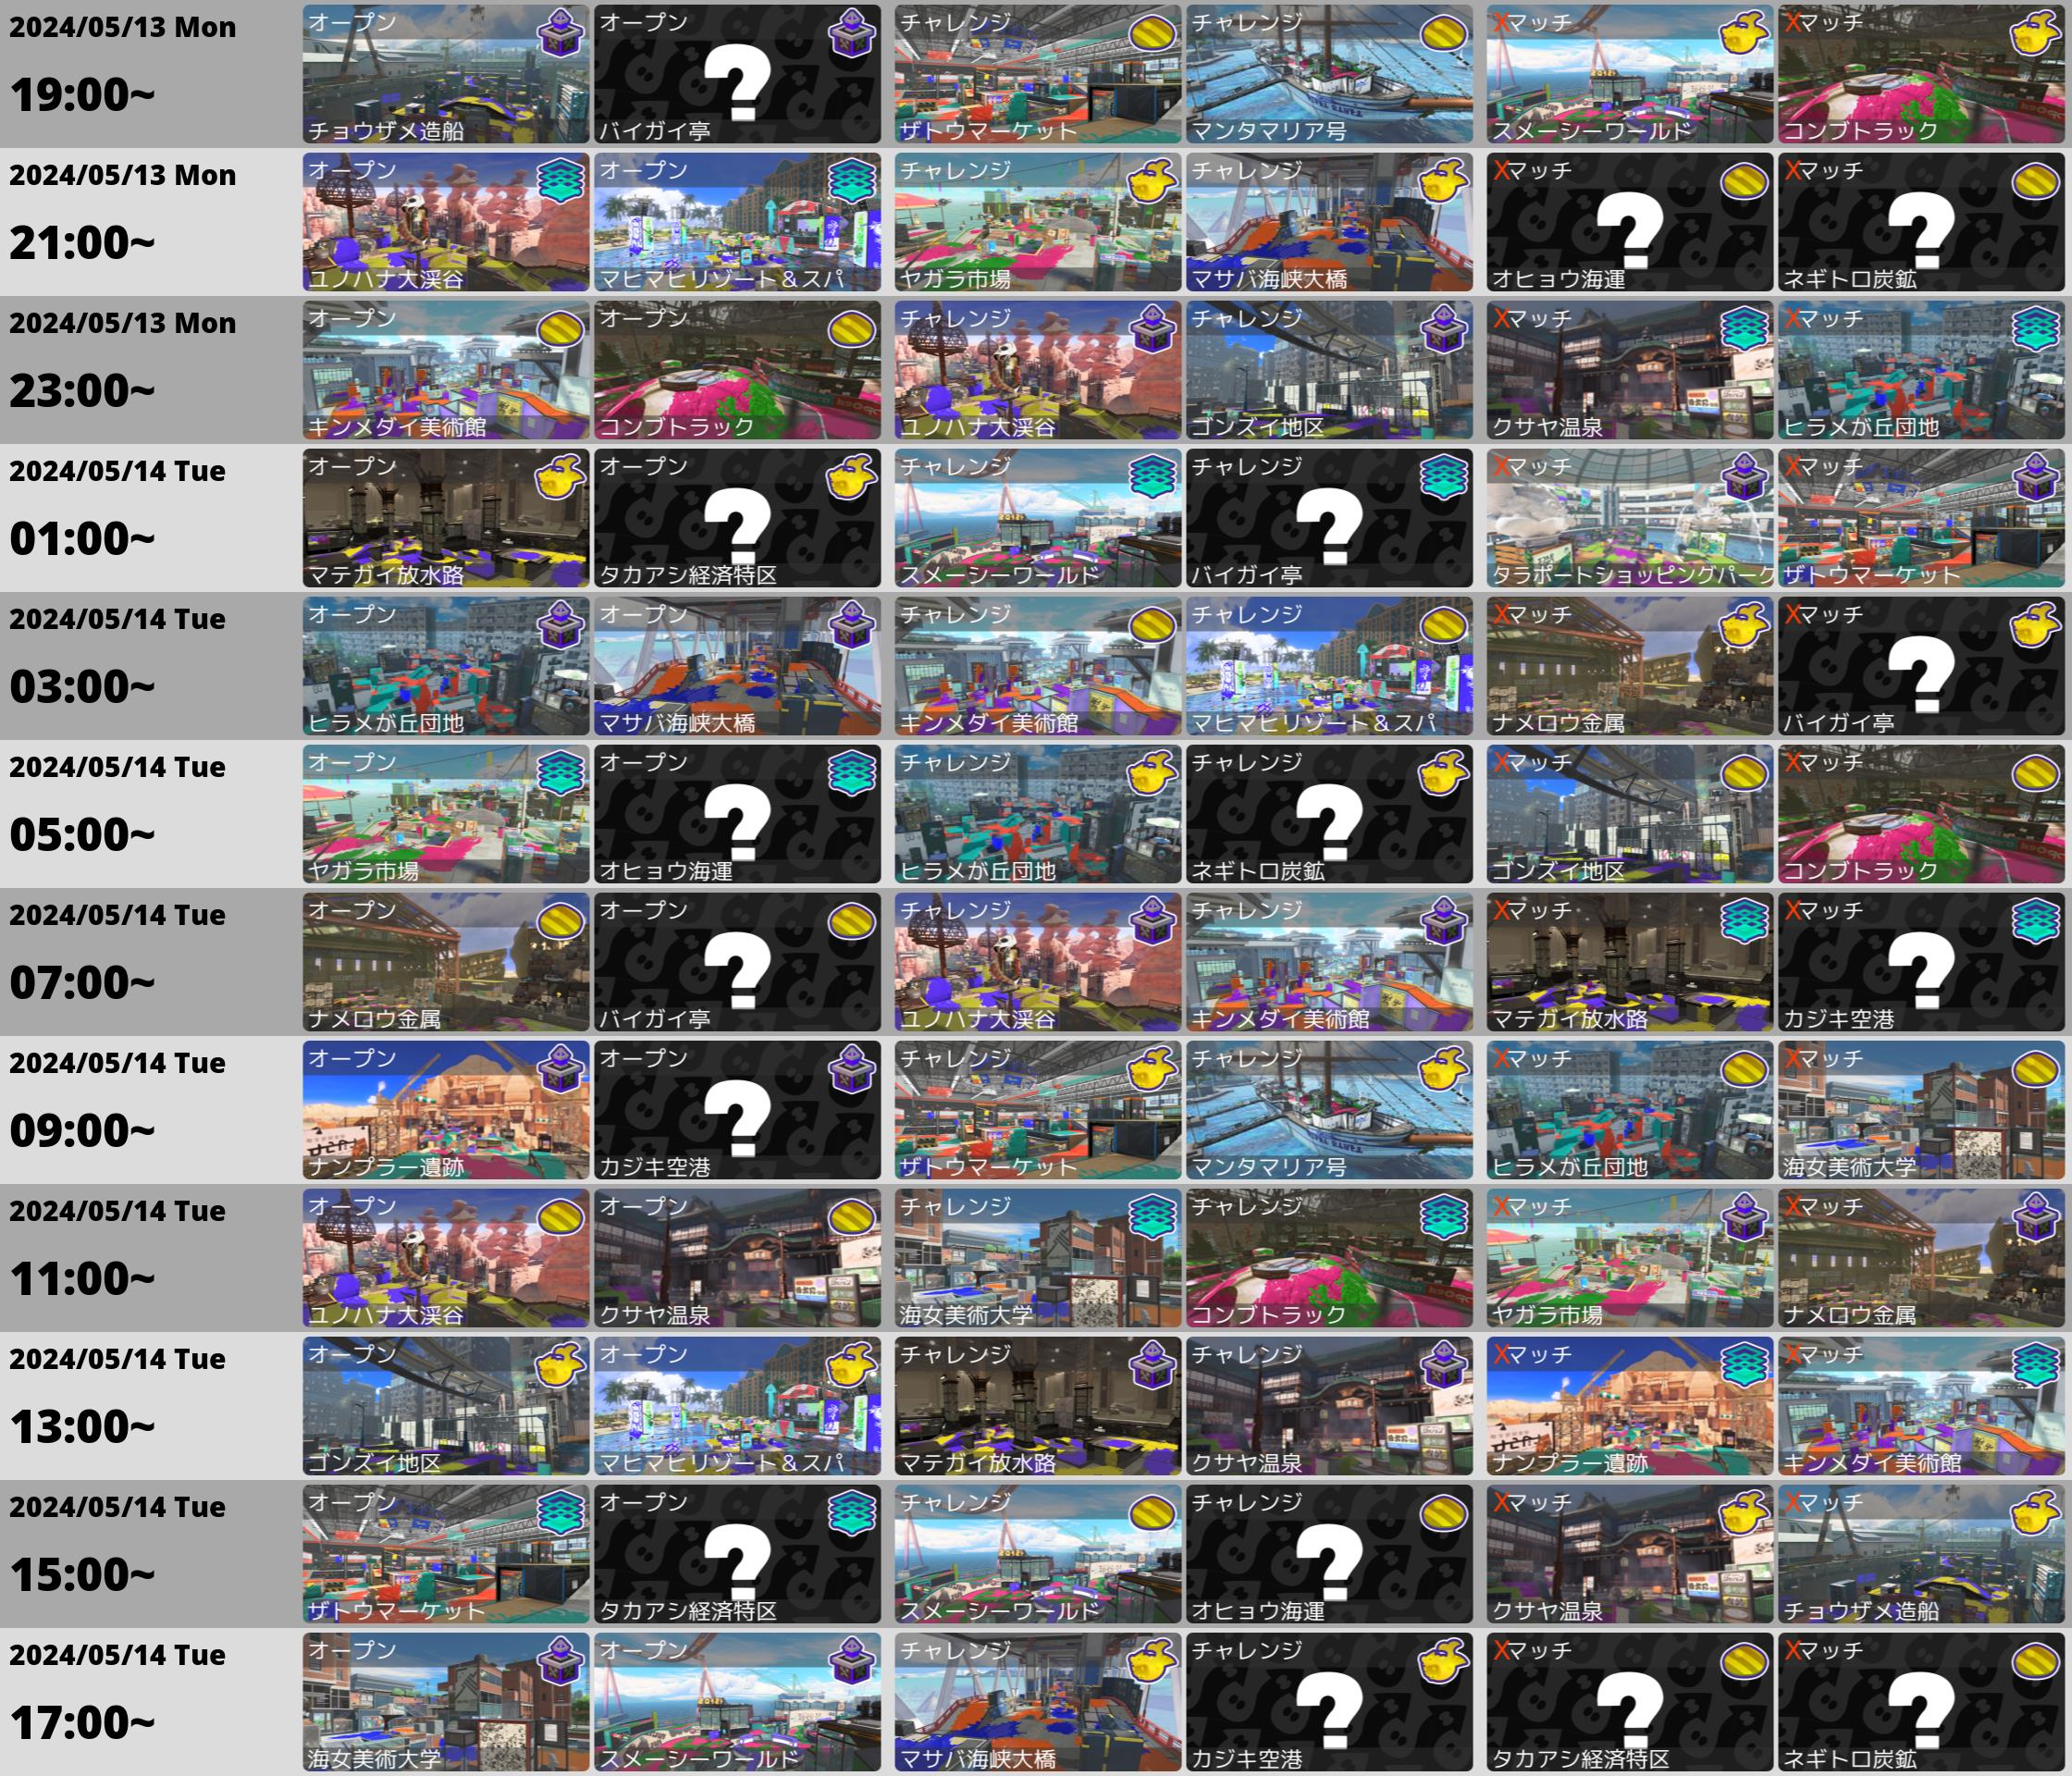 2024/05/13 Mon
19:00~
オープン
チョウザメ造船
オープン
バイガイ亭
チャレンジ
ザトウマーケット
チャレンジ
マンタマリア号
Xマッチ
スメーシーワールド
Xマッチ
コンブトラック
2024/05/13 Mon
21:00~
オープン
ユノハナ大渓谷
オープン
マヒマヒリゾート＆スパ
チャレンジ
ヤガラ市場
チャレンジ
マサバ海峡大橋
Xマッチ
オヒョウ海運
Xマッチ
ネギトロ炭鉱
2024/05/13 Mon
23:00~
オープン
キンメダイ美術館
オープン
コンブトラック
チャレンジ
ユノハナ大渓谷
チャレンジ
ゴンズイ地区
Xマッチ
クサヤ温泉
Xマッチ
ヒラメが丘団地
2024/05/14 Tue
01:00~
オープン
マテガイ放水路
オープン
タカアシ経済特区
チャレンジ
スメーシーワールド
チャレンジ
バイガイ亭
Xマッチ
タラポートショッピングパーク
Xマッチ
ザトウマーケット
2024/05/14 Tue
03:00~
オープン
ヒラメが丘団地
オープン
マサバ海峡大橋
チャレンジ
キンメダイ美術館
チャレンジ
マヒマヒリゾート＆スパ
Xマッチ
ナメロウ金属
Xマッチ
バイガイ亭
2024/05/14 Tue
05:00~
オープン
ヤガラ市場
オープン
オヒョウ海運
チャレンジ
ヒラメが丘団地
チャレンジ
ネギトロ炭鉱
Xマッチ
ゴンズイ地区
Xマッチ
コンブトラック
2024/05/14 Tue
07:00~
オープン
ナメロウ金属
オープン
バイガイ亭
チャレンジ
ユノハナ大渓谷
チャレンジ
キンメダイ美術館
Xマッチ
マテガイ放水路
Xマッチ
カジキ空港
2024/05/14 Tue
09:00~
オープン
ナンプラー遺跡
オープン
カジキ空港
チャレンジ
ザトウマーケット
チャレンジ
マンタマリア号
Xマッチ
ヒラメが丘団地
Xマッチ
海女美術大学
2024/05/14 Tue
11:00~
オープン
ユノハナ大渓谷
オープン
クサヤ温泉
チャレンジ
海女美術大学
チャレンジ
コンブトラック
Xマッチ
ヤガラ市場
Xマッチ
ナメロウ金属
2024/05/14 Tue
13:00~
オープン
ゴンズイ地区
オープン
マヒマヒリゾート＆スパ
チャレンジ
マテガイ放水路
チャレンジ
クサヤ温泉
Xマッチ
ナンプラー遺跡
Xマッチ
キンメダイ美術館
2024/05/14 Tue
15:00~
オープン
ザトウマーケット
オープン
タカアシ経済特区
チャレンジ
スメーシーワールド
チャレンジ
オヒョウ海運
Xマッチ
クサヤ温泉
Xマッチ
チョウザメ造船
2024/05/14 Tue
17:00~
オープン
海女美術大学
オープン
スメーシーワールド
チャレンジ
マサバ海峡大橋
チャレンジ
カジキ空港
Xマッチ
タカアシ経済特区
Xマッチ
ネギトロ炭鉱